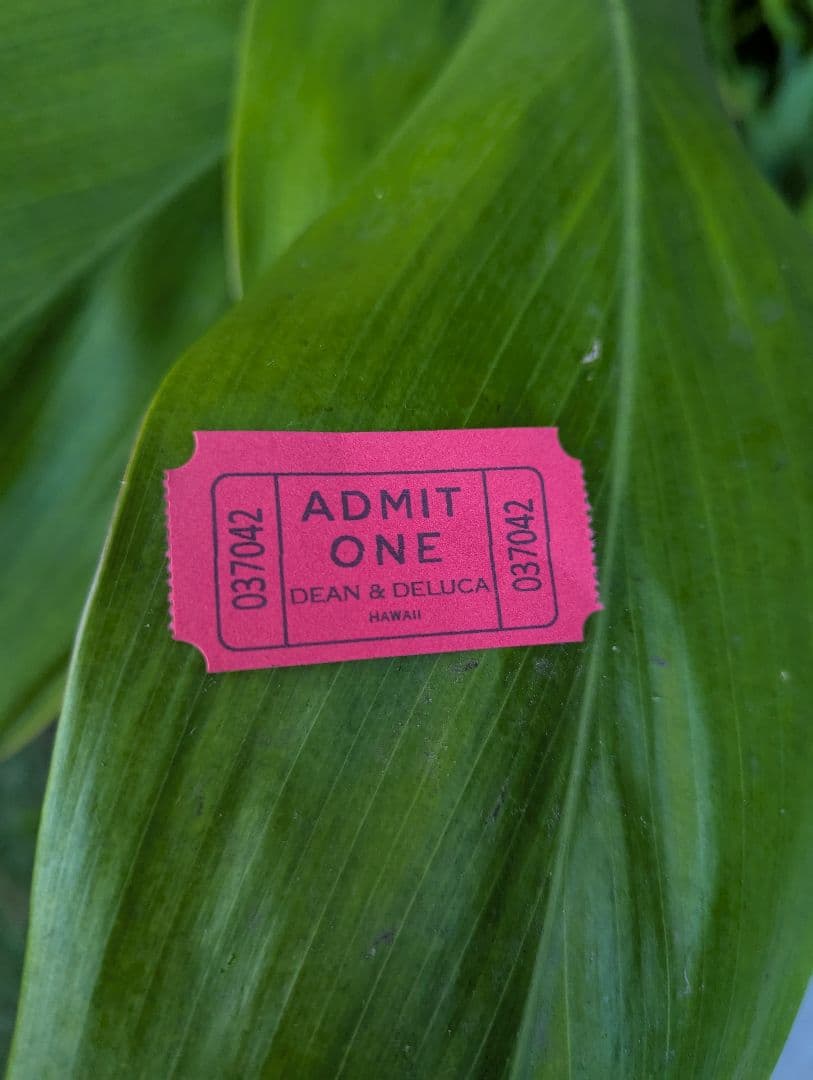 037042
ADMIT
ONE
DEAN & DELUCA
HAWAII
037042